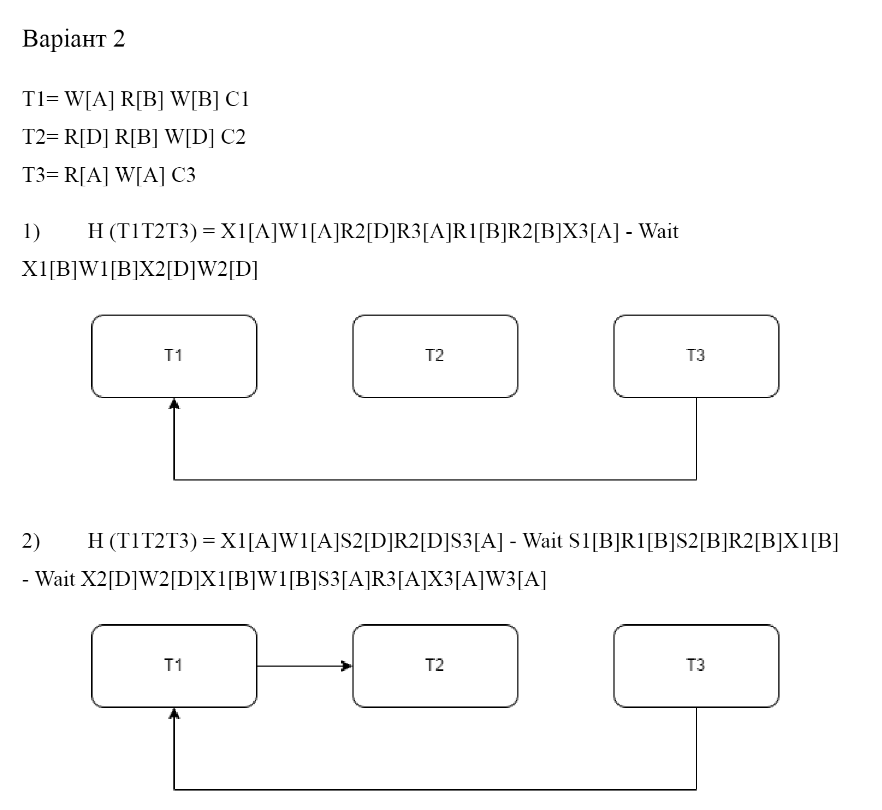 Варіант 2
T1= W[A] R[B] W[B] C1
T2= R[D] R[B] W[D] C2
T3= R[A] W[A] C3
1) H (T1T2T3) = X1[A]W1[A]R2[D]R3[A]R1[B]R2[B]X3[A] - Wait
X1[B]W1[B]X2[D]W2[D]
T1 T2 T3
2) H (T1T2T3) = X1[A]W1[A]S2[D]R2[D]S3[A] - Wait S1[B]R1[B]S2[B]R2[B]X1[B]
- Wait X2[D]W2[D]X1[B]W1[B]S3[A]R3[A]X3[A]W3[A]
T1 T2 T3